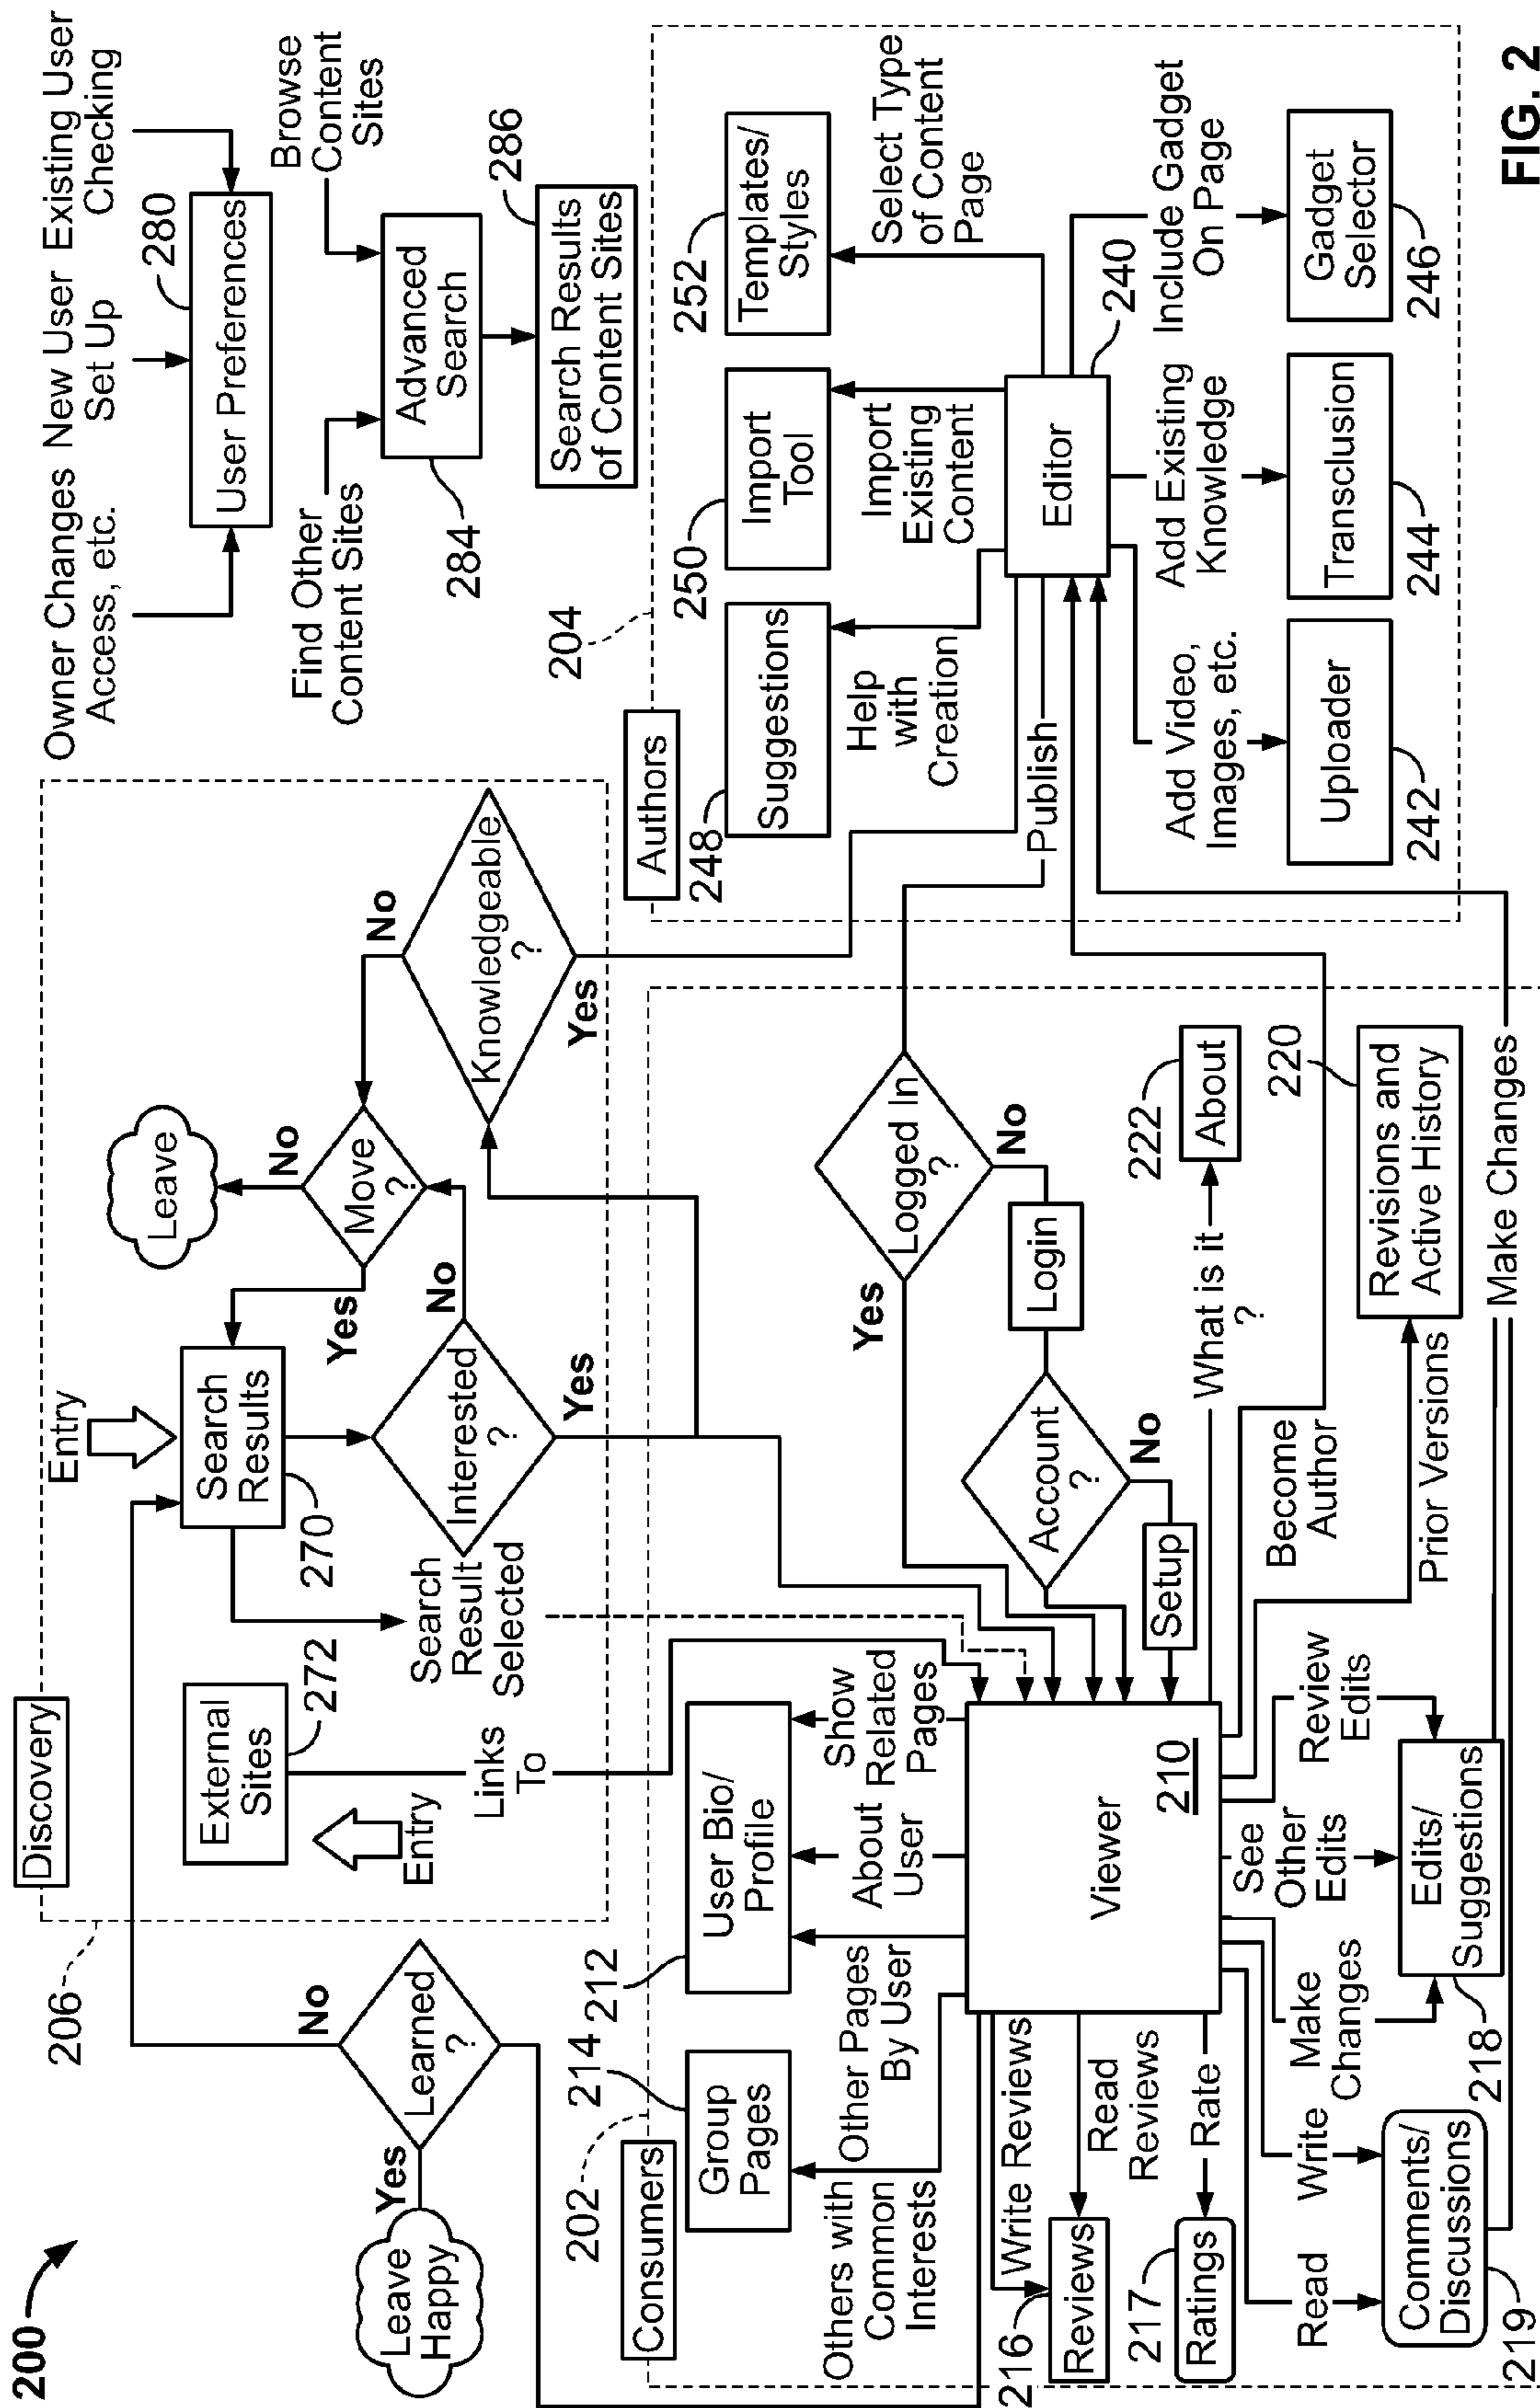 200
206
Discovery
Entry
External
Sites
272
Entry
Links
To
Search
Results
270
Search
Result
Selected
Interested
?
Yes
No
Yes
Move
?
No
Leave
No
Knowledgeable
?
Yes
Learned
?
No
Yes
Leave
Happy
Owner Changes
Access, etc.
New User
Set Up
Existing User
Checking
280
User Preferences
Find Other
Content Sites
Browse
Content
Sites
284
Advanced
Search
286
Search Results
of Content Sites
202
Consumers
214
Group
Pages
212
User Bio/
Profile
Others with
Common
Interests
Other Pages
By User
About
User
Show
Related
Pages
Viewer
210
Write Reviews
Read
Reviews
Rate
216
Reviews
217
Ratings
Read
Write
Comments/
Discussions
219
Make
Changes
See
Other
Edits
Review
Edits
Edits/
Suggestions
218
Logged In
?
Yes
No
Login
Account
?
No
Setup
What is it
?
222
About
Become
Author
Prior Versions
220
Revisions and
Active History
Make Changes
204
Authors
248
Suggestions
250
Import
Tool
252
Templates/
Styles
Help
with
Creation
Import
Existing
Content
Select Type
of Content
Page
Publish
Editor
240
Add Video,
Images, etc.
Add Existing
Knowledge
Include Gadget
On Page
Uploader
242
Transclusion
244
Gadget
Selector
246
FIG. 2